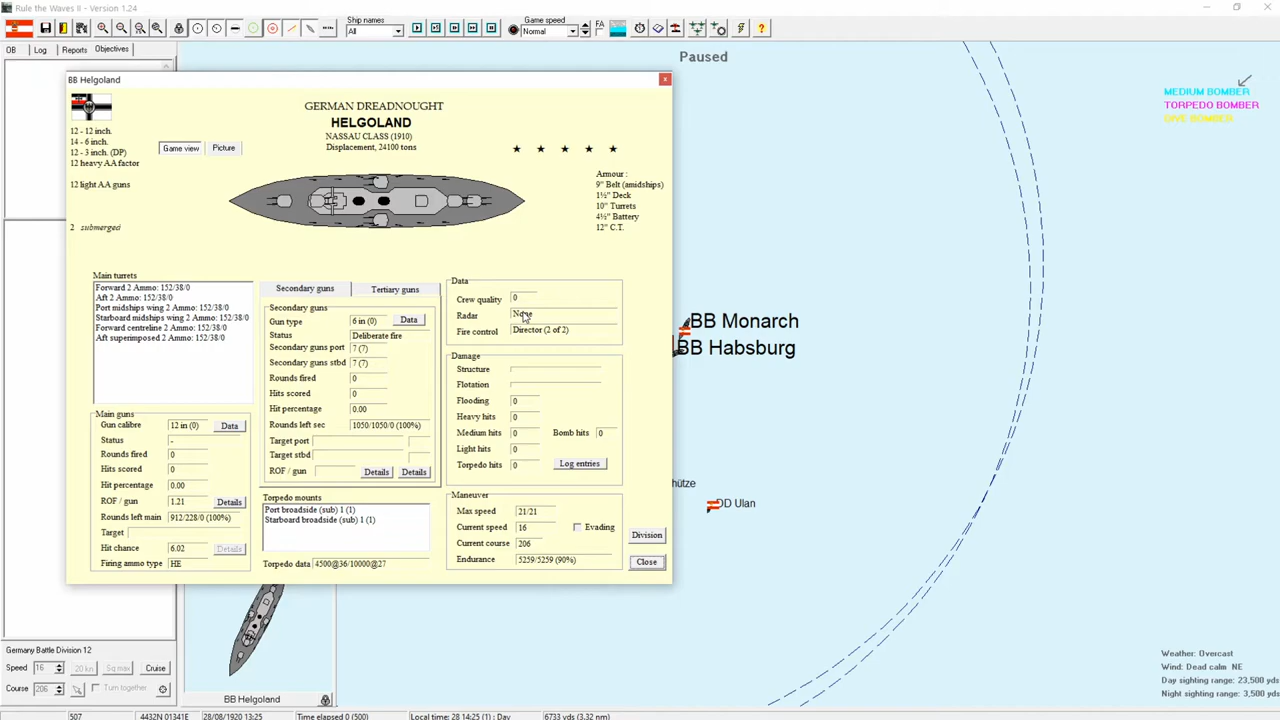 Rule the Waves II - Version 1.24
Ship names
All
Game speed
Normal
FA
OB
Log
Reports
Objectives
Paused
MEDIUM BOMBER
TORPEDO BOMBER
DIVE BOMBER
BB Helgoland
GERMAN DREADNOUGHT
HELGOLAND
NASSAU CLASS (1910)
Displacement, 24100 tons
12 - 12 inch.
14 - 6 inch.
12 - 3 inch. (DP)
12 heavy AA factor
12 light AA guns
2 submerged
Game view
Picture
Armour :
9" Belt (amidships)
1½" Deck
10" Turrets
4½" Battery
12" C.T.
Main turrets
Forward 2 Ammo: 152/38/0
Aft 2 Ammo: 152/38/0
Port midships wing 2 Ammo: 152/38/0
Starboard midships wing 2 Ammo: 152/38/0
Forward centreline 2 Ammo: 152/38/0
Aft superimposed 2 Ammo: 152/38/0
Main guns
Gun calibre 12 in (0) Data
Status -
Rounds fired 0
Hits scored 0
Hit percentage 0.00
ROF / gun 1.21 Details
Rounds left main 912/228/0 (100%)
Target
Hit chance 6.02 Details
Firing ammo type HE
Secondary guns
Tertiary guns
Secondary guns
Gun type 6 in (0) Data
Status Deliberate fire
Secondary guns port 7 (7)
Secondary guns stbd 7 (7)
Rounds fired 0
Hits scored 0
Hit percentage 0.00
Rounds left sec 1050/1050/0 (100%)
Target port
Target stbd
ROF / gun Details Details
Torpedo mounts
Port broadside (sub) 1 (1)
Starboard broadside (sub) 1 (1)
Torpedo data 4500@36/10000@27
Data
Crew quality 0
Radar None
Fire control Director (2 of 2)
Damage
Structure
Flotation
Flooding 0
Heavy hits 0
Medium hits 0 Bomb hits 0
Light hits 0
Torpedo hits 0 Log entries
Maneuver
Max speed 21/21
Current speed 16 Evading
Current course 206
Endurance 5259/5259 (90%)
Division
Close
BB Monarch
BB Habsburg
hütze
DD Ulan
Germany Battle Division 12
Speed 16 20 kn Sq max Cruise
Course 206 Turn together
BB Helgoland
Weather: Overcast
Wind: Dead calm NE
Day sighting range: 23,500 yds
Night sighting range: 3,500 yds
507 4432N 01341E 28/08/1920 13:25 Time elapsed 0 (500) Local time: 28 14:25 (1) : Day 6733 yds (3.32 nm)